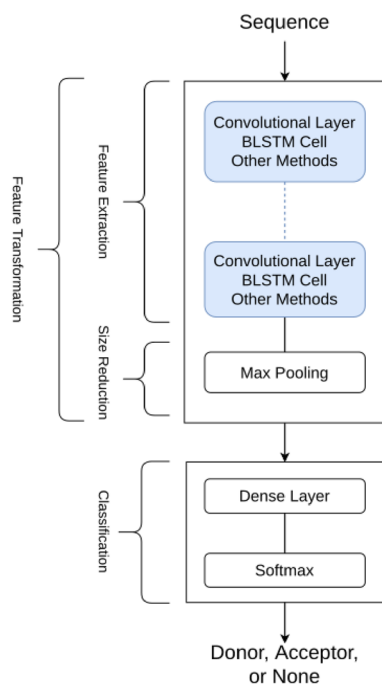 Sequence
Feature Transformation
Feature Extraction
Convolutional Layer
BLSTM Cell
Other Methods
Convolutional Layer
BLSTM Cell
Other Methods
Size Reduction
Max Pooling
Classification
Dense Layer
Softmax
Donor, Acceptor,
or None